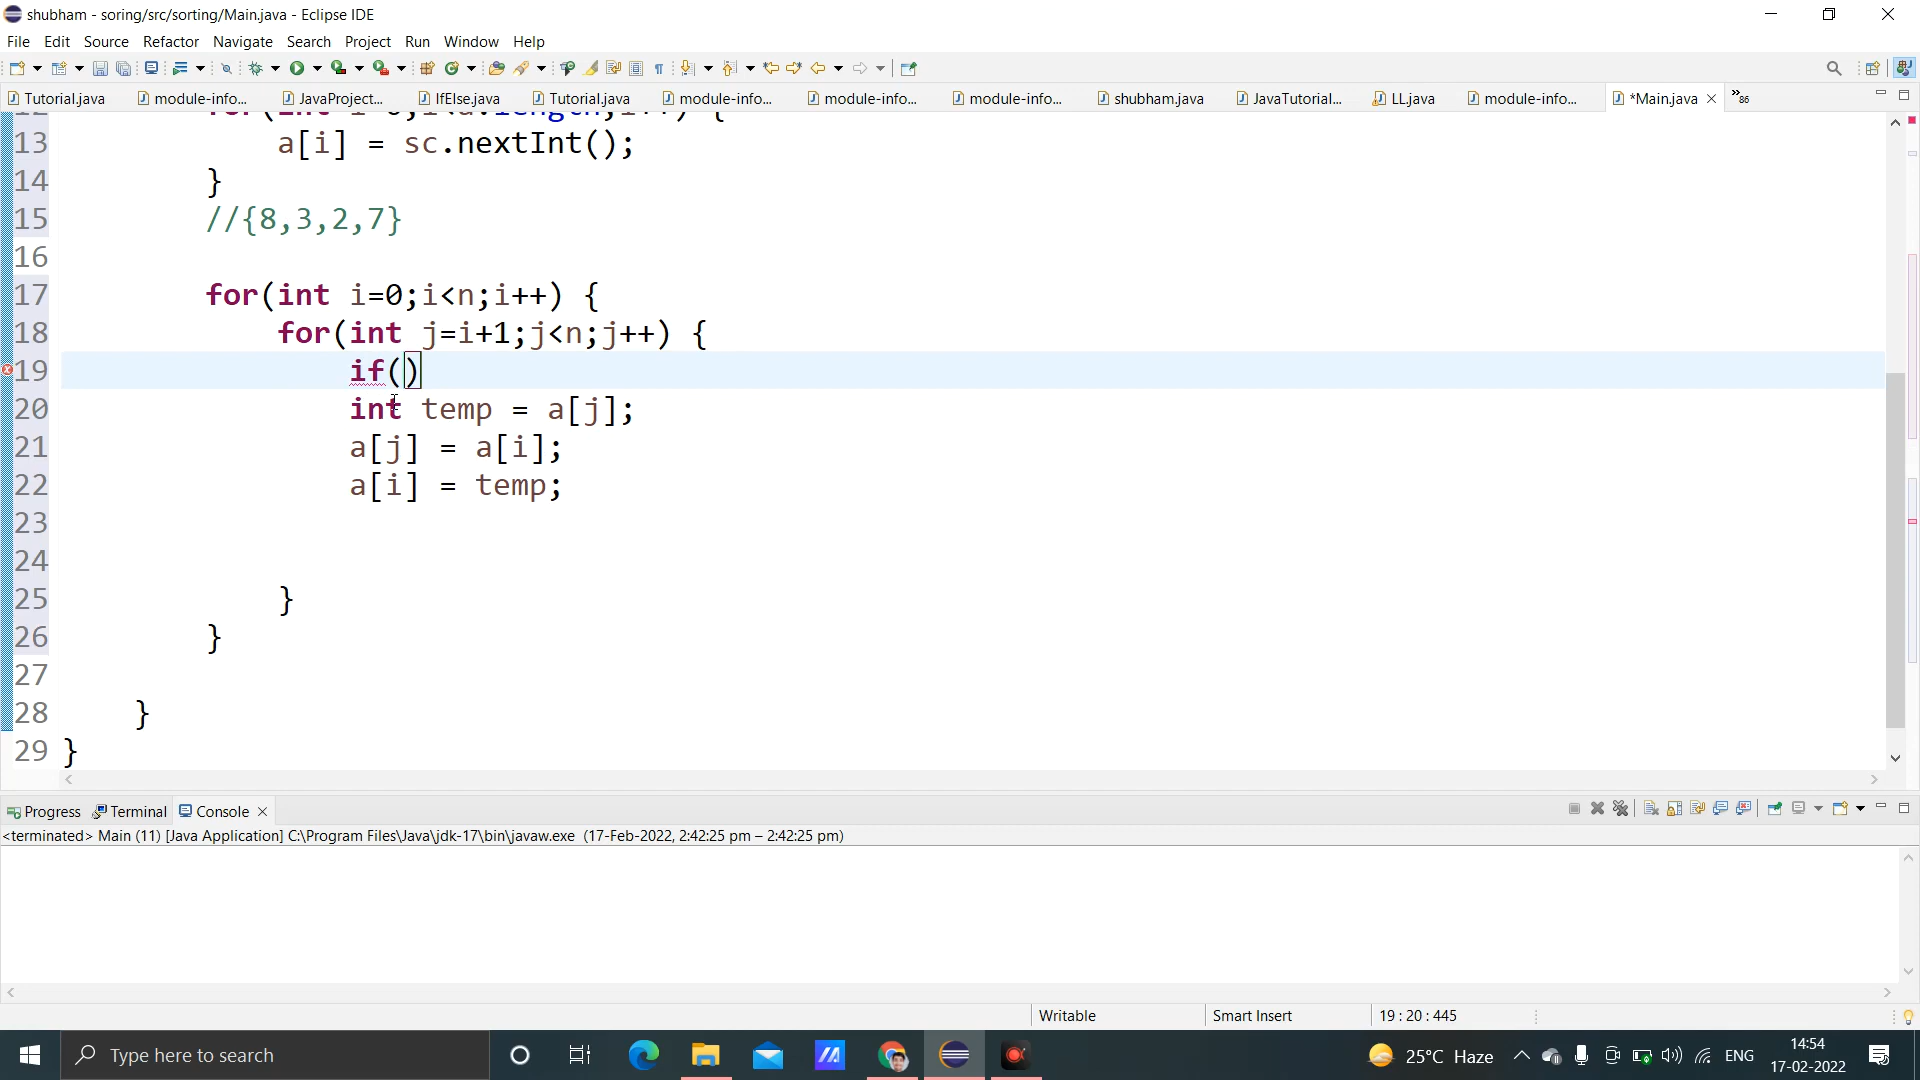 shubham - soring/src/sorting/Main.java - Eclipse IDE
File Edit Source Refactor Navigate Search Project Run Window Help
Tutorial.java module-info... JavaProject... IfElse.java Tutorial.java module-info... module-info... module-info... shubham.java JavaTutorial... LL.java module-info... *Main.java »86
13 a[i] = sc.nextInt();
14 }
15 //{8,3,2,7}
16
17 for(int i=0;i<n;i++) {
18 for(int j=i+1;j<n;j++) {
19 if()
20 int temp = a[j];
21 a[j] = a[i];
22 a[i] = temp;
23
24
25 }
26 }
27
28 }
29 }
Progress Terminal Console
<terminated> Main (11) [Java Application] C:\Program Files\Java\jdk-17\bin\javaw.exe (17-Feb-2022, 2:42:25 pm – 2:42:25 pm)
Writable Smart Insert 19 : 20 : 445
Type here to search 25°C Haze ENG 14:54
17-02-2022